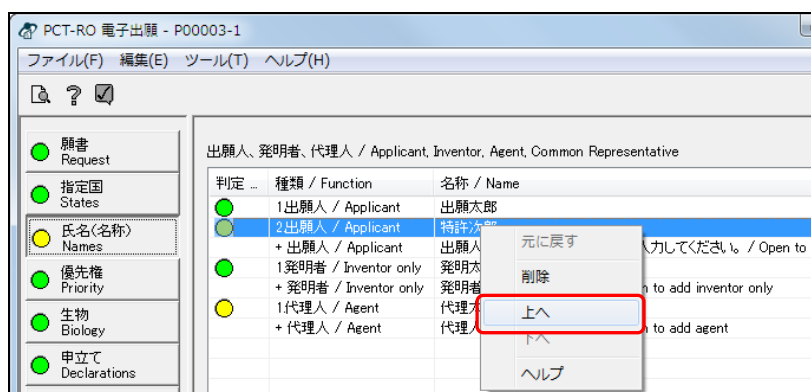 PCT-RO 電子出願 - P00003-1
ファイル(F) 編集(E) ツール(T) ヘルプ(H)
願書
Request
指定国
States
氏名(名称)
Names
優先権
Priority
生物
Biology
申立て
Declarations
出願人、発明者、代理人 / Applicant, Inventor, Agent, Common Representative
判定 ... 種類 / Function 名称 / Name
1出願人 / Applicant 出願太郎
2出願人 / Applicant 特許次郎
+ 出願人 / Applicant 出願人 入力してください。 / Open to
1発明者 / Inventor only 発明太
+ 発明者 / Inventor only 発明者 to add inventor only
1代理人 / Agent 代理
+ 代理人 / Agent 代理人 to add agent
元に戻す
削除
上へ
下へ
ヘルプ